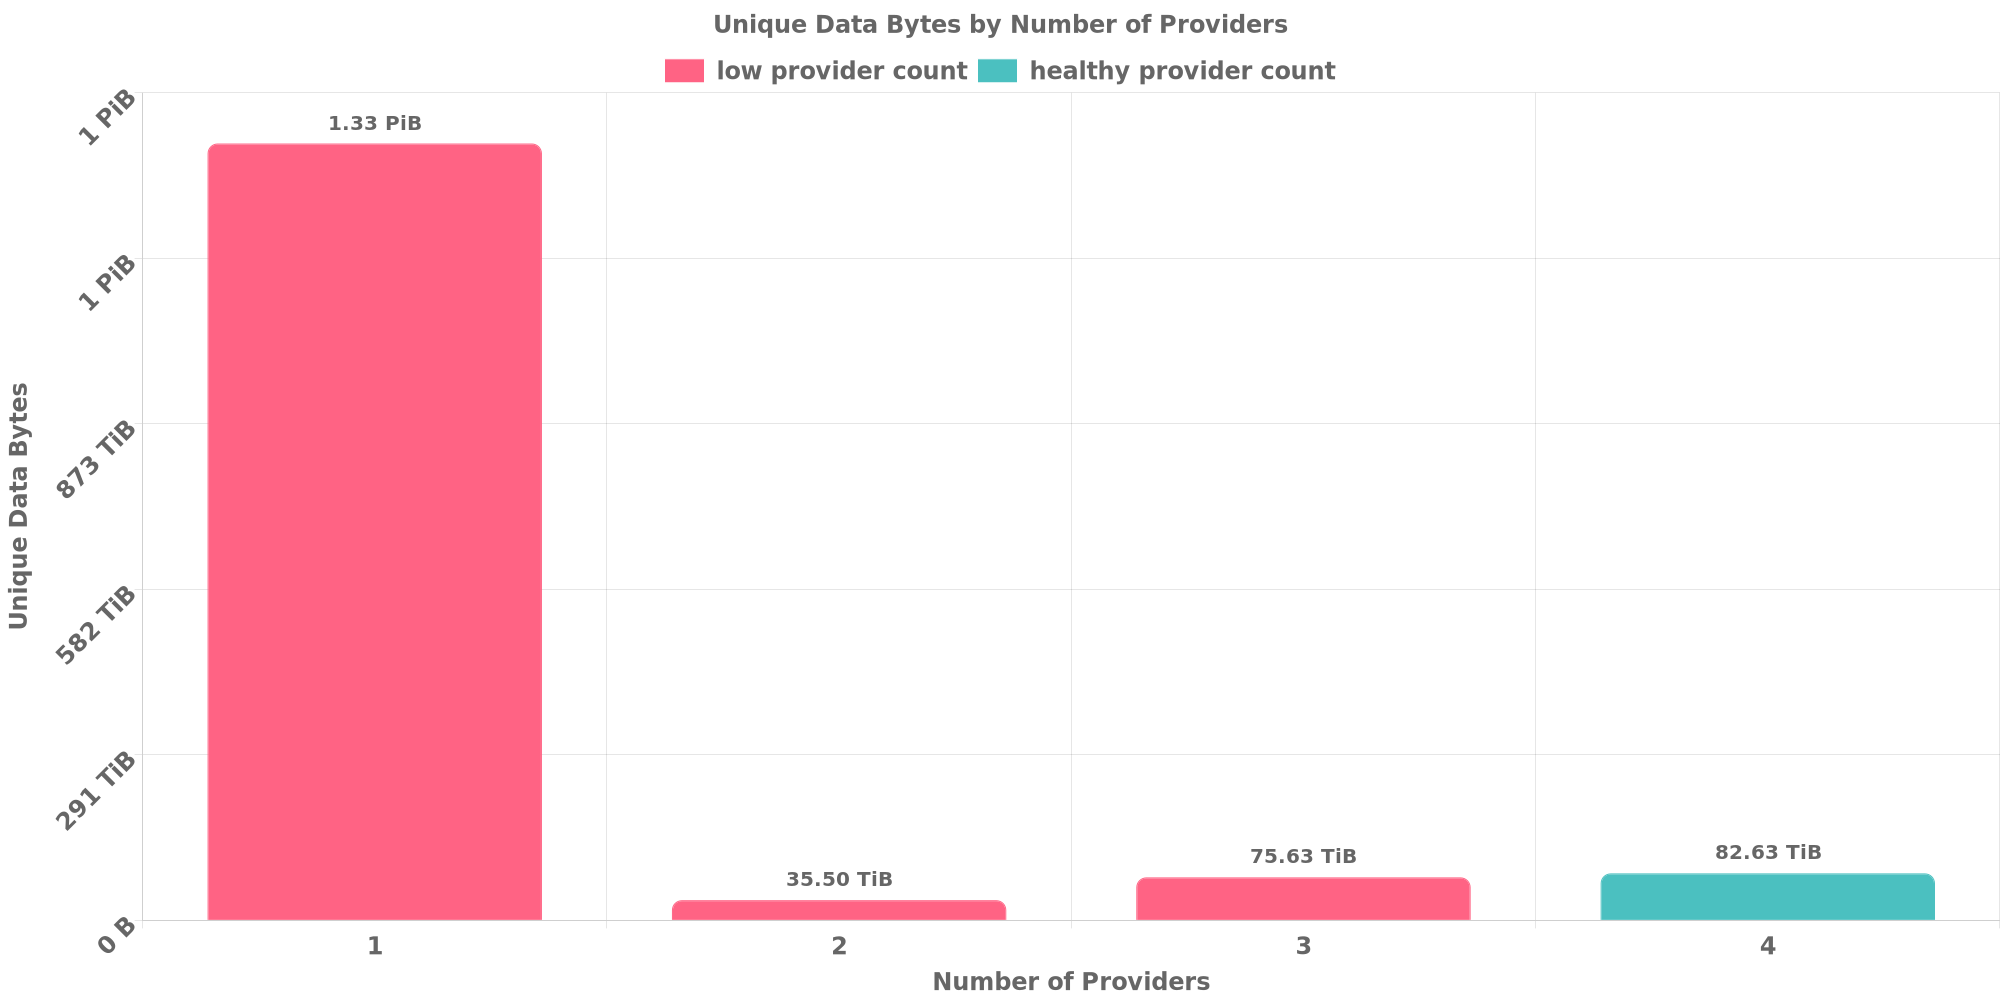 Unique Data Bytes by Number of Providers
low provider count healthy provider count
1 PiB
1 PiB
873 TiB
582 TiB
291 TiB
0 B
Unique Data Bytes
1.33 PiB
35.50 TiB
75.63 TiB
82.63 TiB
1 2 3 4
Number of Providers